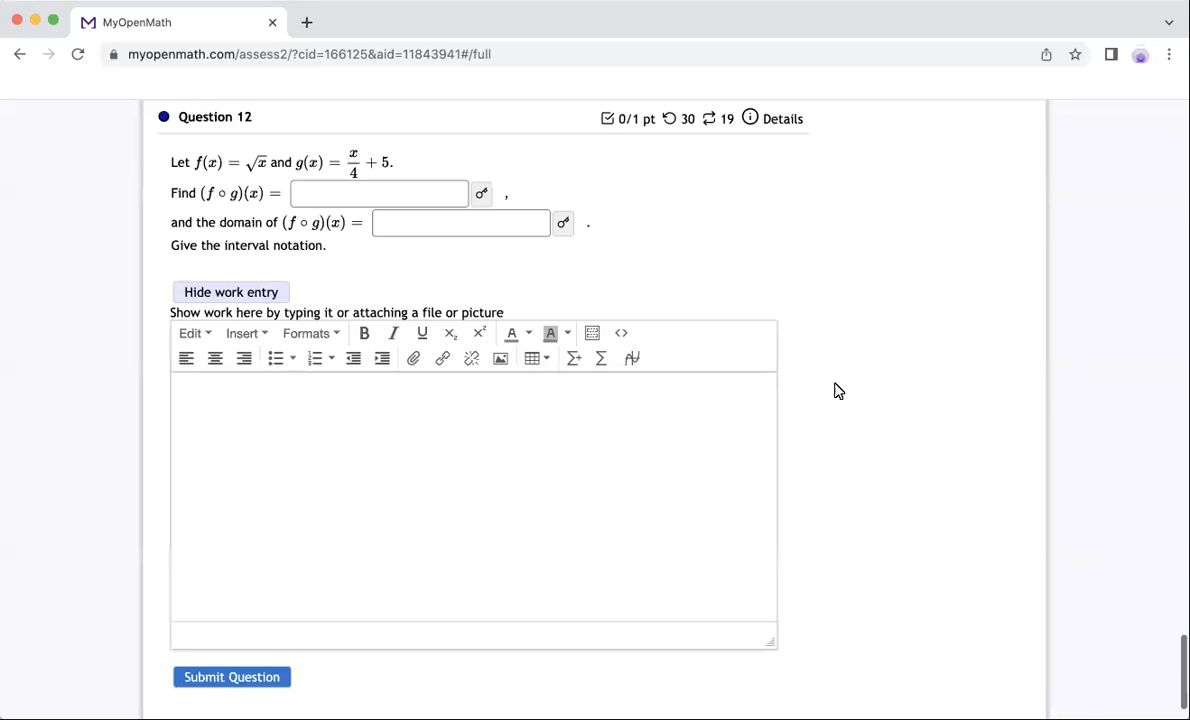 MyOpenMath
myopenmath.com/assess2/?cid=166125&aid=11843941#/full
Question 12
0/1 pt 30 19 Details
Let f(x) = √x and g(x) = x/4 + 5.
Find (f ∘ g)(x) = ,
and the domain of (f ∘ g)(x) = .
Give the interval notation.
Hide work entry
Show work here by typing it or attaching a file or picture
Edit Insert Formats B I U X₂ X² A A <>
Submit Question